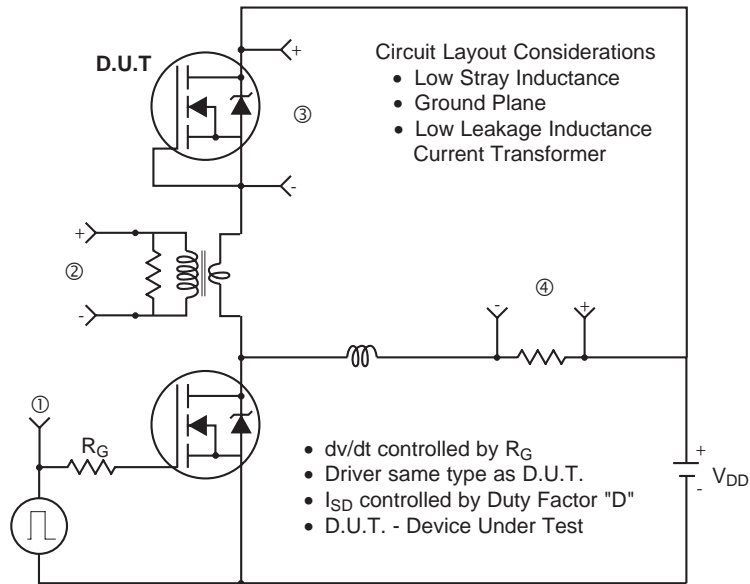 D.U.T
+
③
-
Circuit Layout Considerations
• Low Stray Inductance
• Ground Plane
• Low Leakage Inductance
Current Transformer
+
②
-
④
-
+
①
R_G
• dv/dt controlled by R_G
• Driver same type as D.U.T.
• I_SD controlled by Duty Factor "D"
• D.U.T. - Device Under Test
+
V_DD
-